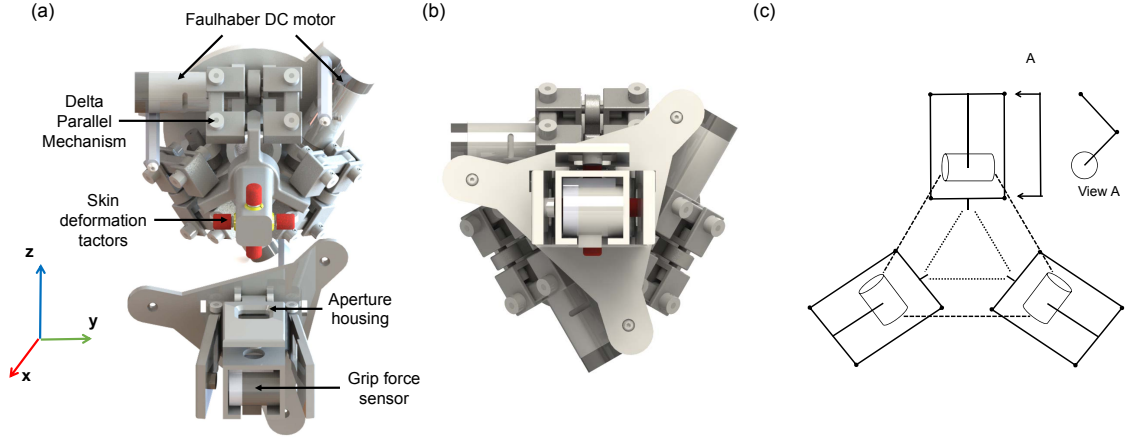 (a)
Faulhaber DC motor
Delta
Parallel
Mechanism
Skin
deformation
tactors
z
y
x
Aperture
housing
Grip force
sensor
(b)
(c)
A
View A